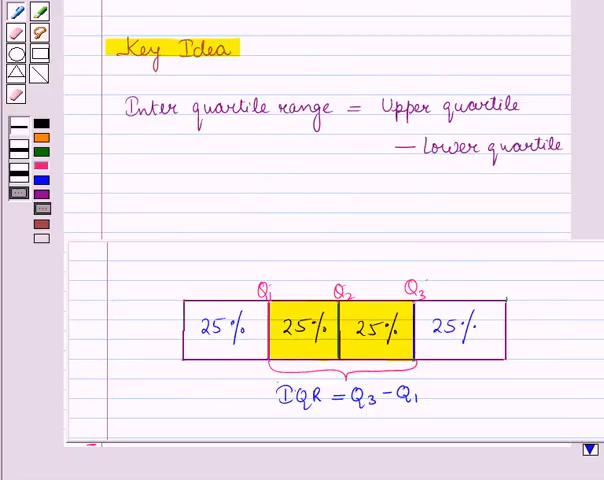 Key Idea
Inter quartile range = Upper quartile
— Lower quartile
Q₁ Q₂ Q₃
25% 25% 25% 25%
IQR = Q₃ – Q₁